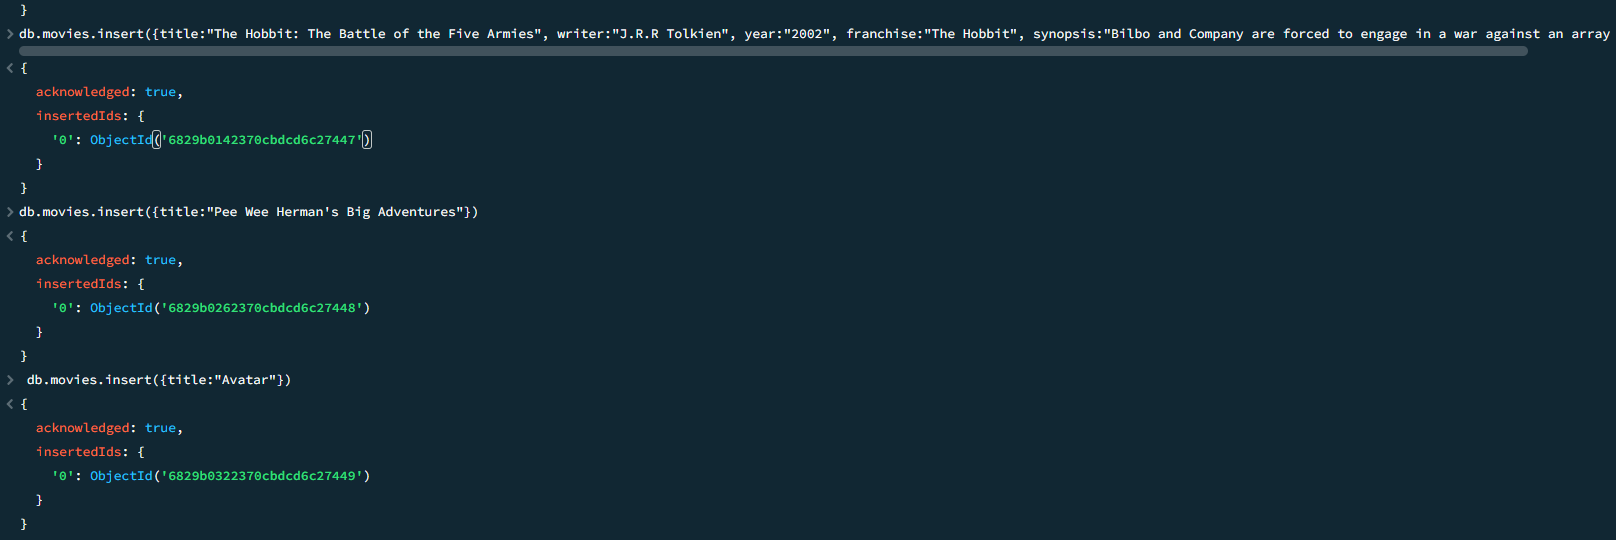 }
> db.movies.insert({title:"The Hobbit: The Battle of the Five Armies", writer:"J.R.R Tolkien", year:"2002", franchise:"The Hobbit", synopsis:"Bilbo and Company are forced to engage in a war against an array
< {
acknowledged: true,
insertedIds: {
'0': ObjectId('6829b0142370cbdcd6c27447')
}
}
> db.movies.insert({title:"Pee Wee Herman's Big Adventures"})
< {
acknowledged: true,
insertedIds: {
'0': ObjectId('6829b0262370cbdcd6c27448')
}
}
> db.movies.insert({title:"Avatar"})
< {
acknowledged: true,
insertedIds: {
'0': ObjectId('6829b0322370cbdcd6c27449')
}
}